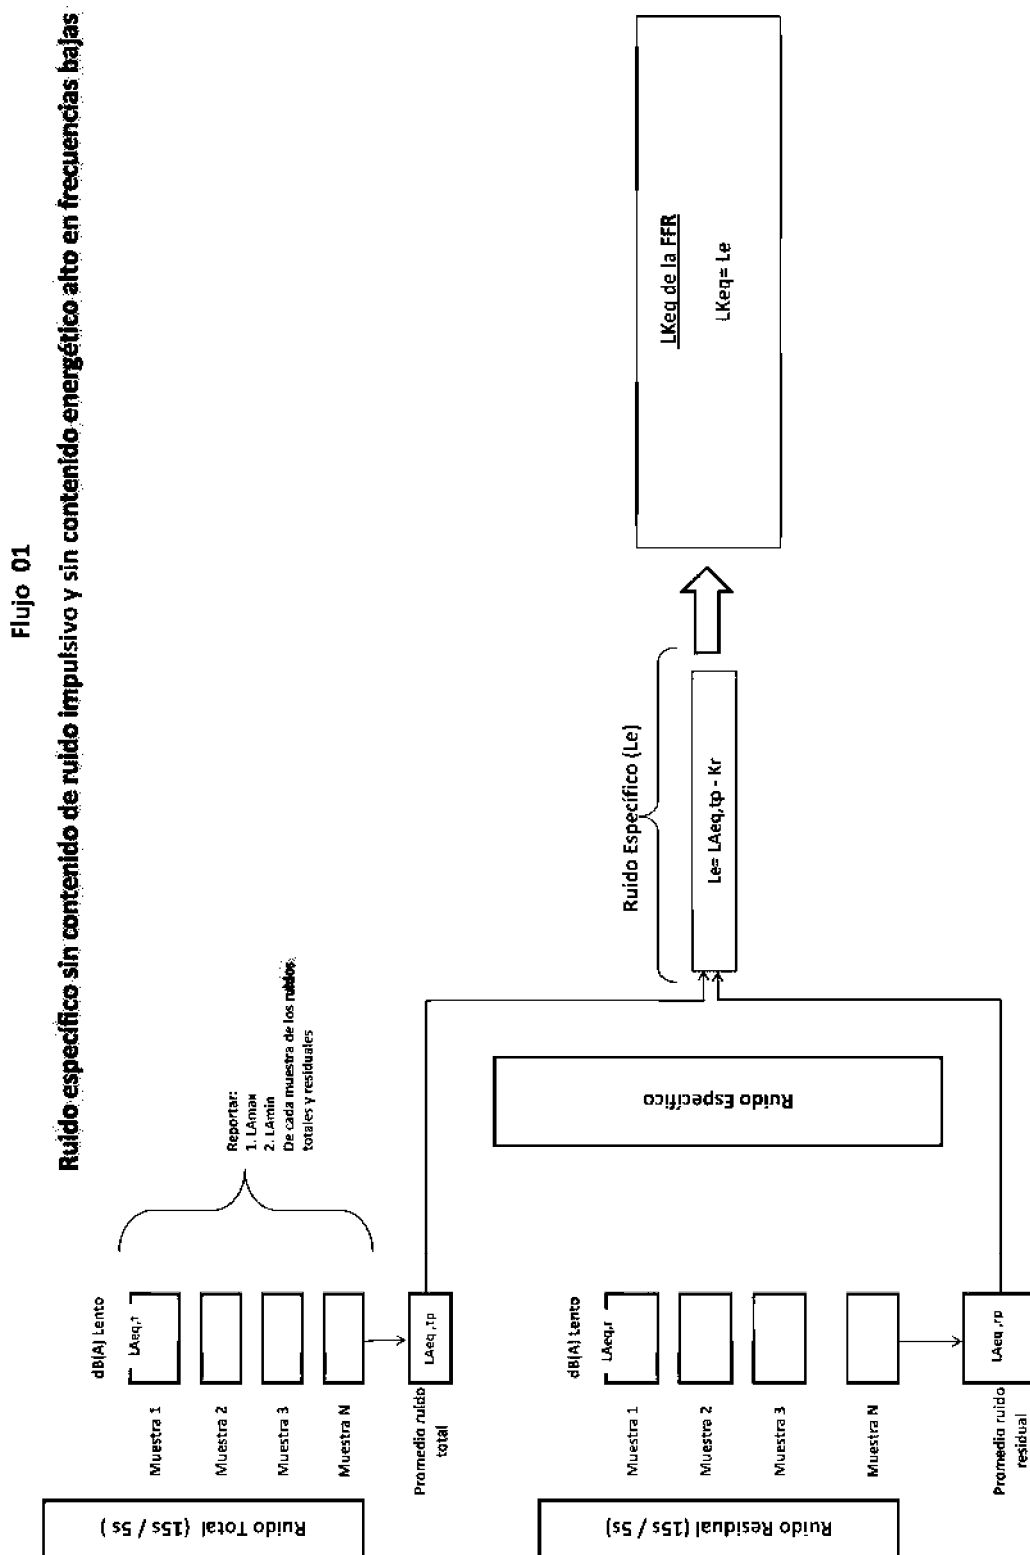 Flujo 01
Ruido específico sin contenido de ruido impulsivo y sin contenido energético alto en frecuencias bajas
Ruido Total (15s / 5s )
dB(A) Lento
Muestra 1
LAeq,t
Muestra 2
Muestra 3
Muestra N
Promedio ruido
total
LAeq ,tp
Reportar:
1. LAmax
2. LAmin
De cada muestra de los ruidos
totales y residuales
Ruido Residual (15s / 5s)
dB(A) Lento
Muestra 1
LAeq,r
Muestra 2
Muestra 3
Muestra N
Promedio ruido
residual
LAeq ,rp
Ruido Específico
Ruido Específico (Le)
Le= LAeq,tp - Kr
LKeq de la FFR
LKeq= Le